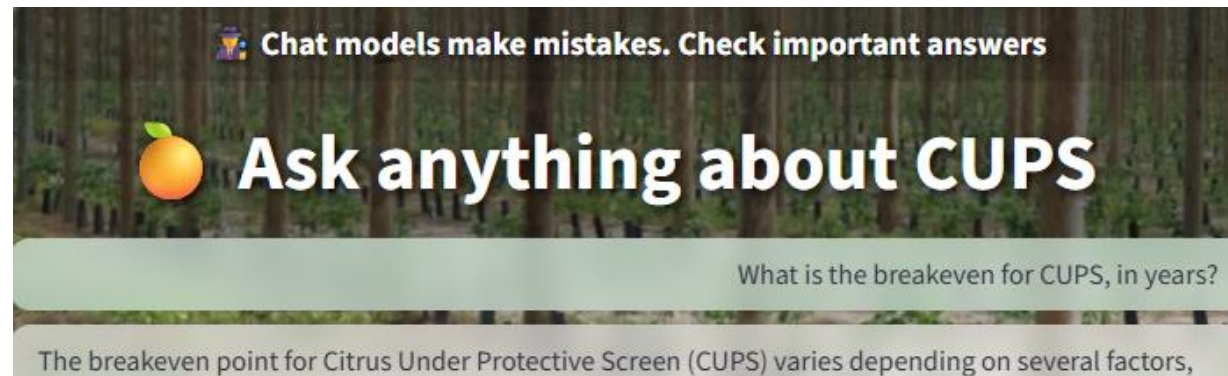 Chat models make mistakes. Check important answers
Ask anything about CUPS
What is the breakeven for CUPS, in years?
The breakeven point for Citrus Under Protective Screen (CUPS) varies depending on several factors,